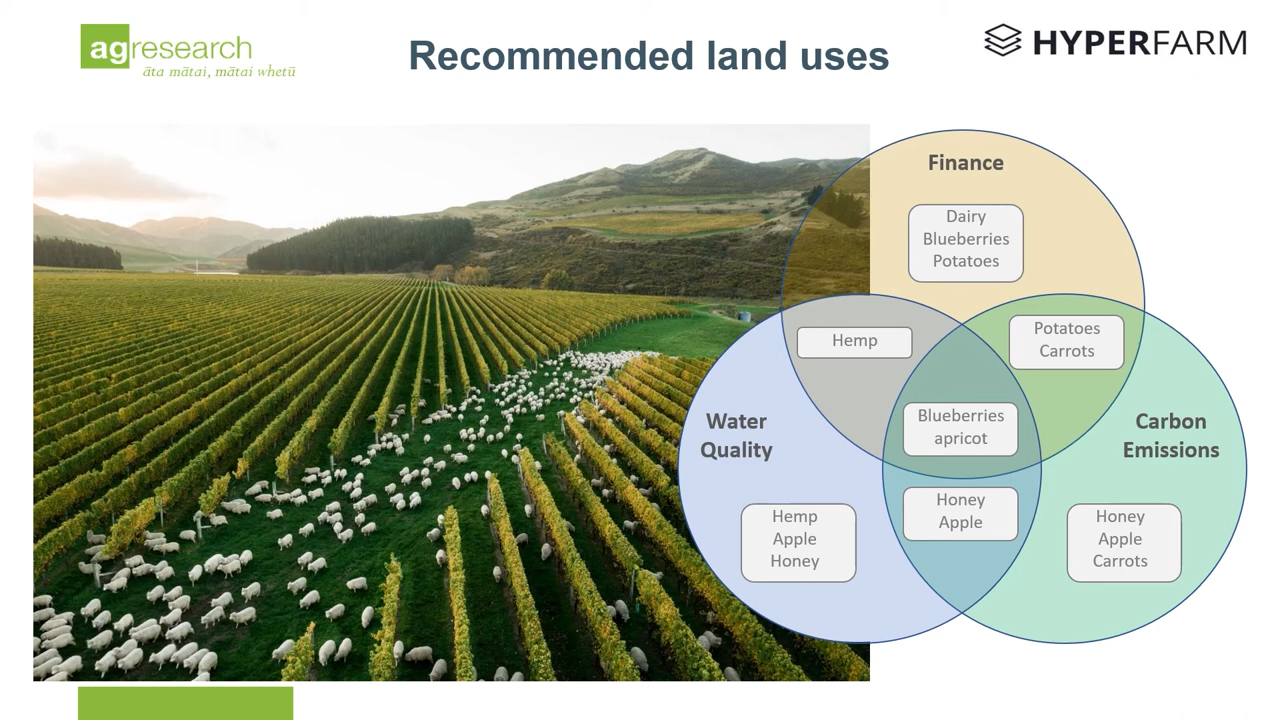 agresearch
āta mātai, mātai whetū
Recommended land uses
HYPERFARM
Finance
Dairy
Blueberries
Potatoes
Hemp
Potatoes
Carrots
Water
Quality
Blueberries
apricot
Carbon
Emissions
Honey
Apple
Hemp
Apple
Honey
Honey
Apple
Carrots